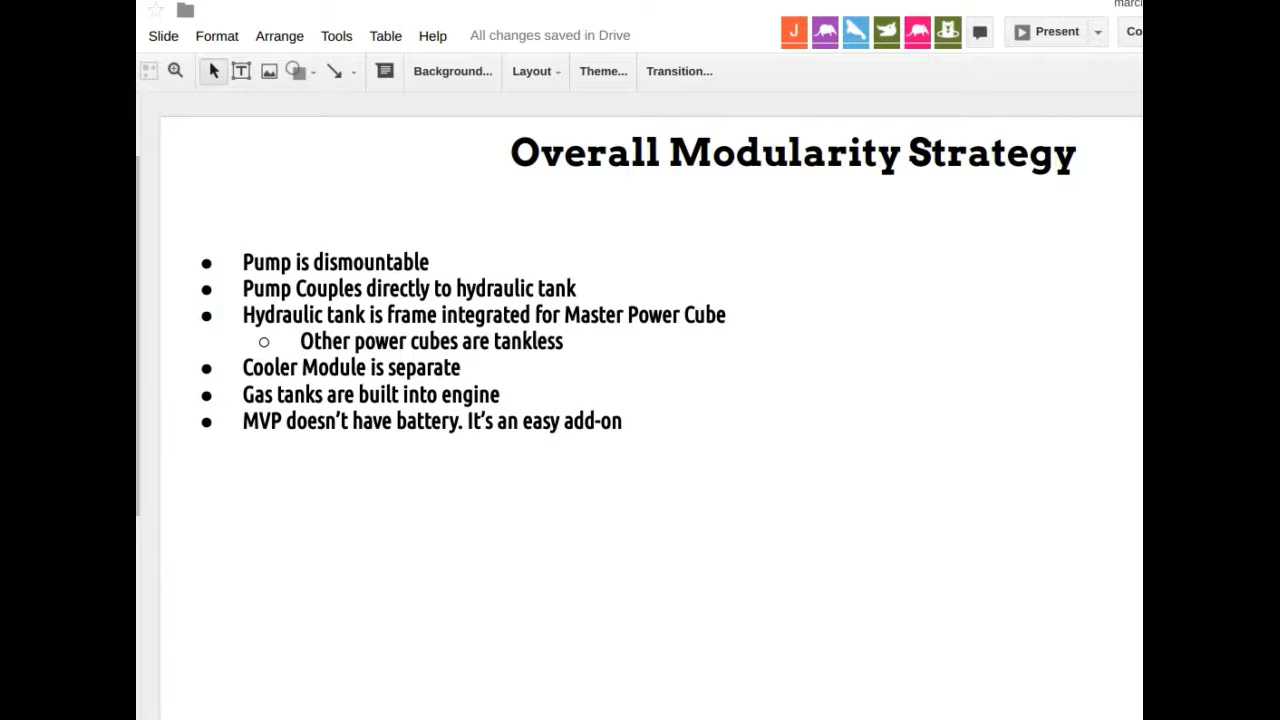 marci
Slide Format Arrange Tools Table Help All changes saved in Drive
J
Present
Co
Background... Layout Theme... Transition...
Overall Modularity Strategy
● Pump is dismountable
● Pump Couples directly to hydraulic tank
● Hydraulic tank is frame integrated for Master Power Cube
○ Other power cubes are tankless
● Cooler Module is separate
● Gas tanks are built into engine
● MVP doesn’t have battery. It’s an easy add-on